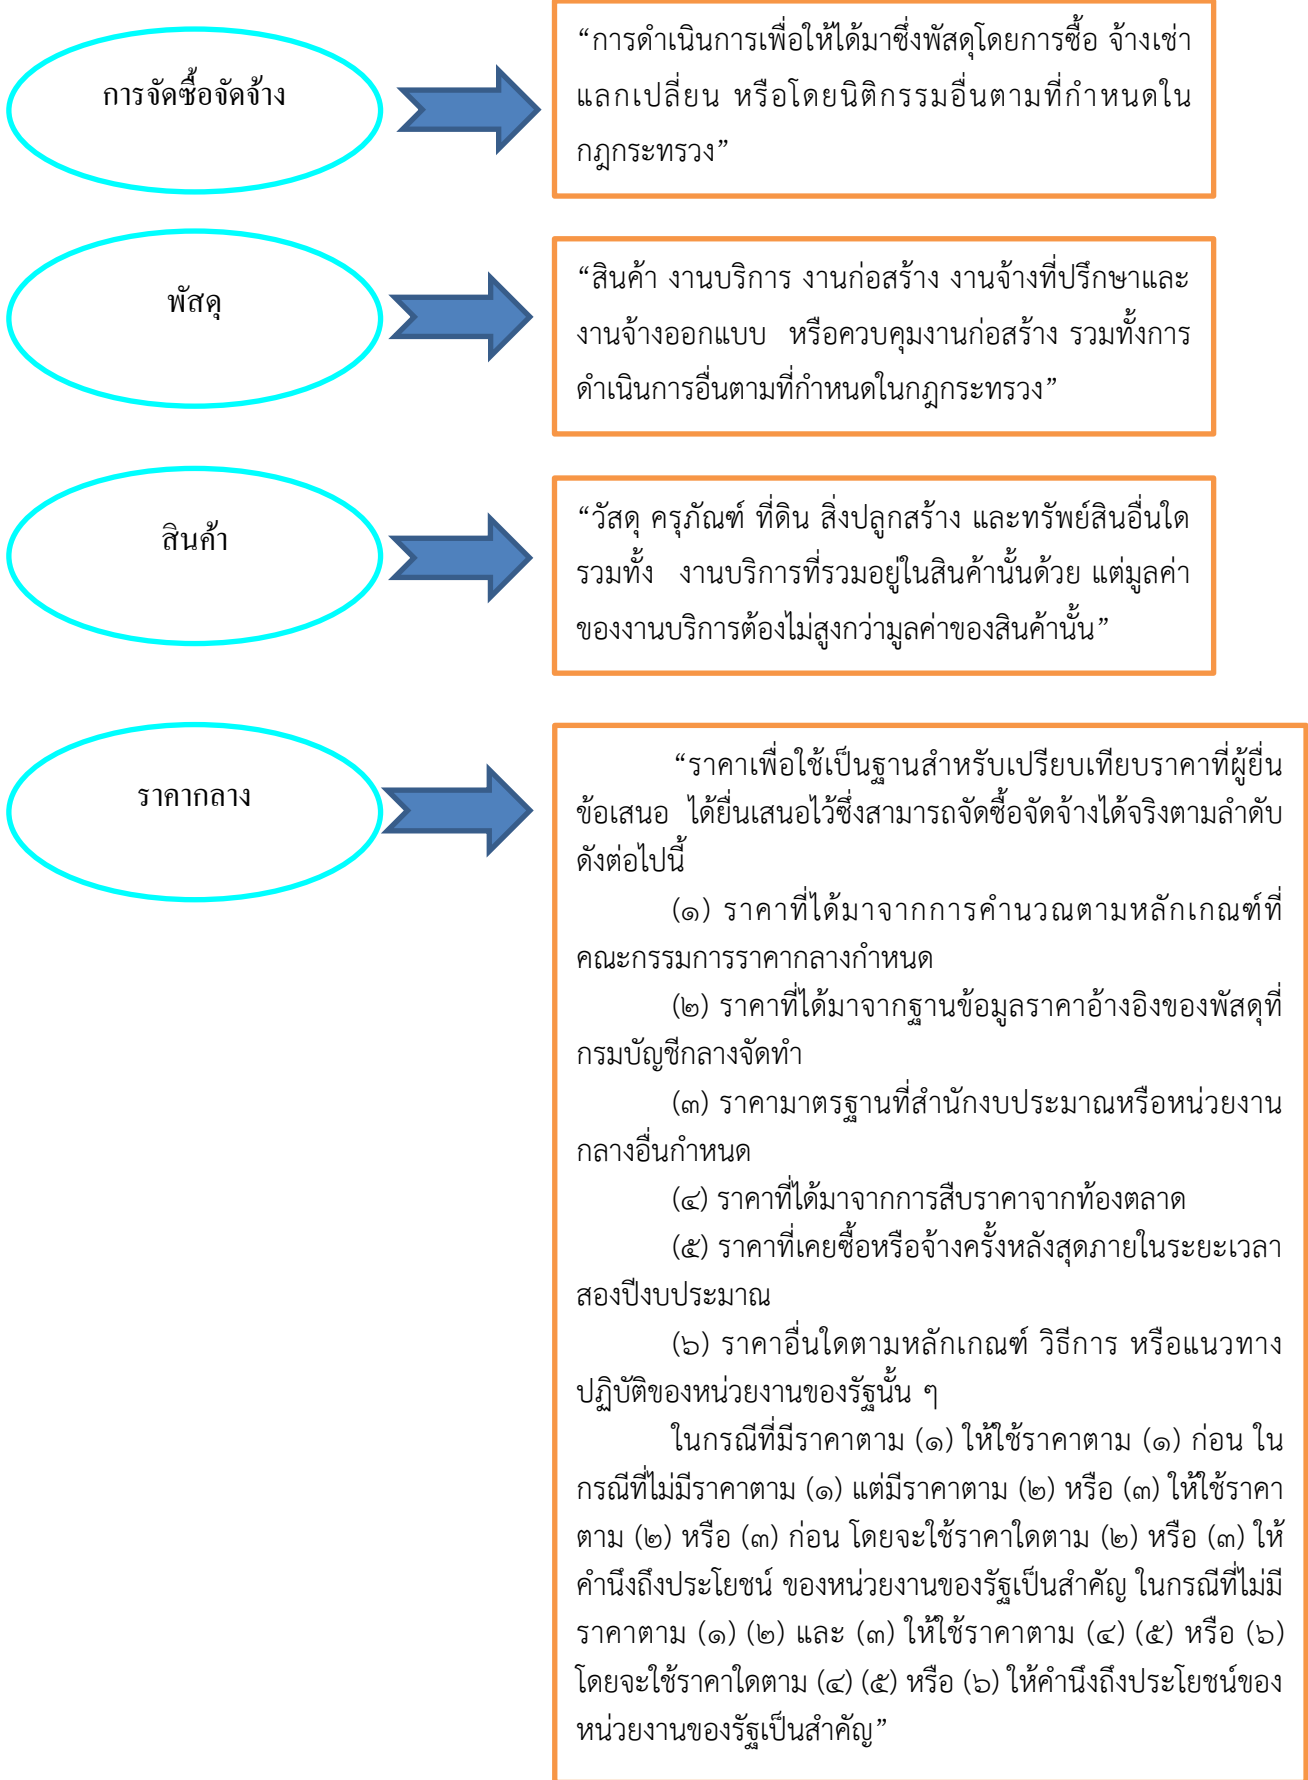 การจัดซื้อจัดจ้าง
“การดำเนินการเพื่อให้ได้มาซึ่งพัสดุโดยการซื้อ จ้างเช่า
แลกเปลี่ยน หรือโดยนิติกรรมอื่นตามที่กำหนดใน
กฎกระทรวง”
พัสดุ
“สินค้า งานบริการ งานก่อสร้าง งานจ้างที่ปรึกษาและ
งานจ้างออกแบบ หรือควบคุมงานก่อสร้าง รวมทั้งการ
ดำเนินการอื่นตามที่กำหนดในกฎกระทรวง”
สินค้า
“วัสดุ ครุภัณฑ์ ที่ดิน สิ่งปลูกสร้าง และทรัพย์สินอื่นใด
รวมทั้ง งานบริการที่รวมอยู่ในสินค้านั้นด้วย แต่มูลค่า
ของงานบริการต้องไม่สูงกว่ามูลค่าของสินค้านั้น”
ราคากลาง
“ราคาเพื่อใช้เป็นฐานสำหรับเปรียบเทียบราคาที่ผู้ยื่น
ข้อเสนอ ได้ยื่นเสนอไว้ซึ่งสามารถจัดซื้อจัดจ้างได้จริงตามลำดับ
ดังต่อไปนี้
(๑) ราคาที่ได้มาจากการคำนวณตามหลักเกณฑ์ที่
คณะกรรมการราคากลางกำหนด
(๒) ราคาที่ได้มาจากฐานข้อมูลราคาอ้างอิงของพัสดุที่
กรมบัญชีกลางจัดทำ
(๓) ราคามาตรฐานที่สำนักงบประมาณหรือหน่วยงาน
กลางอื่นกำหนด
(๔) ราคาที่ได้มาจากการสืบราคาจากท้องตลาด
(๕) ราคาที่เคยซื้อหรือจ้างครั้งหลังสุดภายในระยะเวลา
สองปีงบประมาณ
(๖) ราคาอื่นใดตามหลักเกณฑ์ วิธีการ หรือแนวทาง
ปฏิบัติของหน่วยงานของรัฐนั้น ๆ
ในกรณีที่มีราคาตาม (๑) ให้ใช้ราคาตาม (๑) ก่อน ใน
กรณีที่ไม่มีราคาตาม (๑) แต่มีราคาตาม (๒) หรือ (๓) ให้ใช้ราคา
ตาม (๒) หรือ (๓) ก่อน โดยจะใช้ราคาใดตาม (๒) หรือ (๓) ให้
คำนึงถึงประโยชน์ ของหน่วยงานของรัฐเป็นสำคัญ ในกรณีที่ไม่มี
ราคาตาม (๑) (๒) และ (๓) ให้ใช้ราคาตาม (๔) (๕) หรือ (๖)
โดยจะใช้ราคาใดตาม (๔) (๕) หรือ (๖) ให้คำนึงถึงประโยชน์ของ
หน่วยงานของรัฐเป็นสำคัญ”